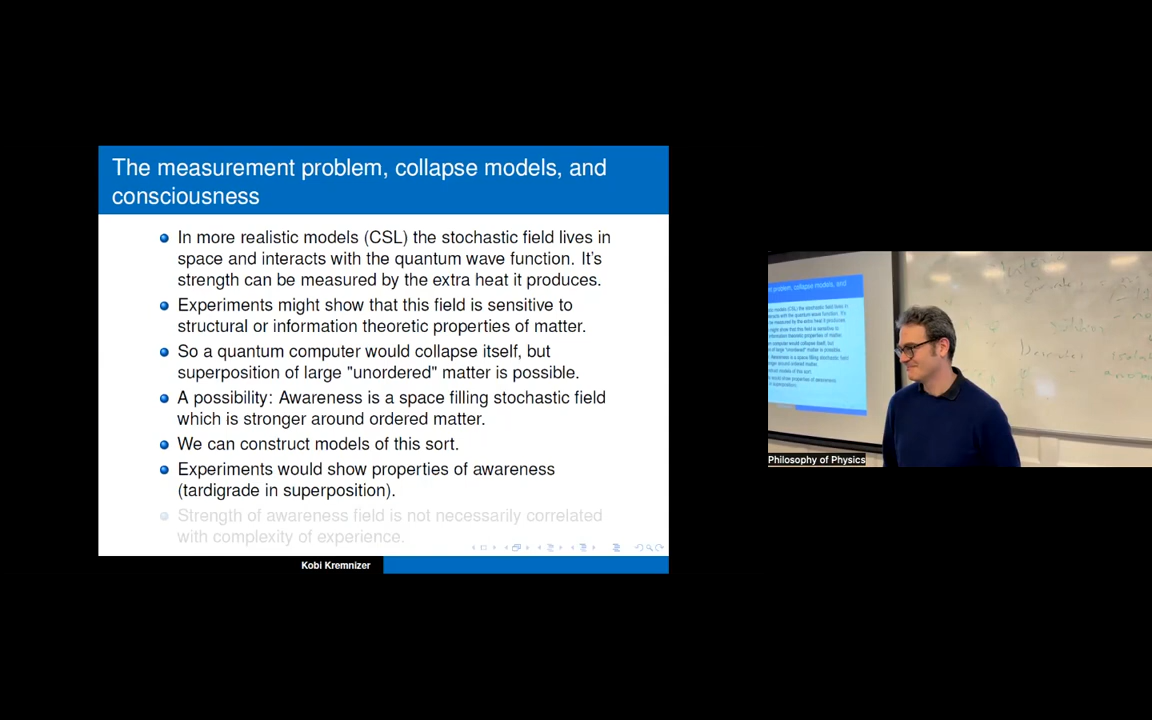 The measurement problem, collapse models, and
consciousness
In more realistic models (CSL) the stochastic field lives in
space and interacts with the quantum wave function. It's
strength can be measured by the extra heat it produces.
Experiments might show that this field is sensitive to
structural or information theoretic properties of matter.
So a quantum computer would collapse itself, but
superposition of large "unordered" matter is possible.
A possibility: Awareness is a space filling stochastic field
which is stronger around ordered matter.
We can construct models of this sort.
Experiments would show properties of awareness
(tardigrade in superposition).
Strength of awareness field is not necessarily correlated
with complexity of experience.
Kobi Kremnizer
Philosophy of Physics